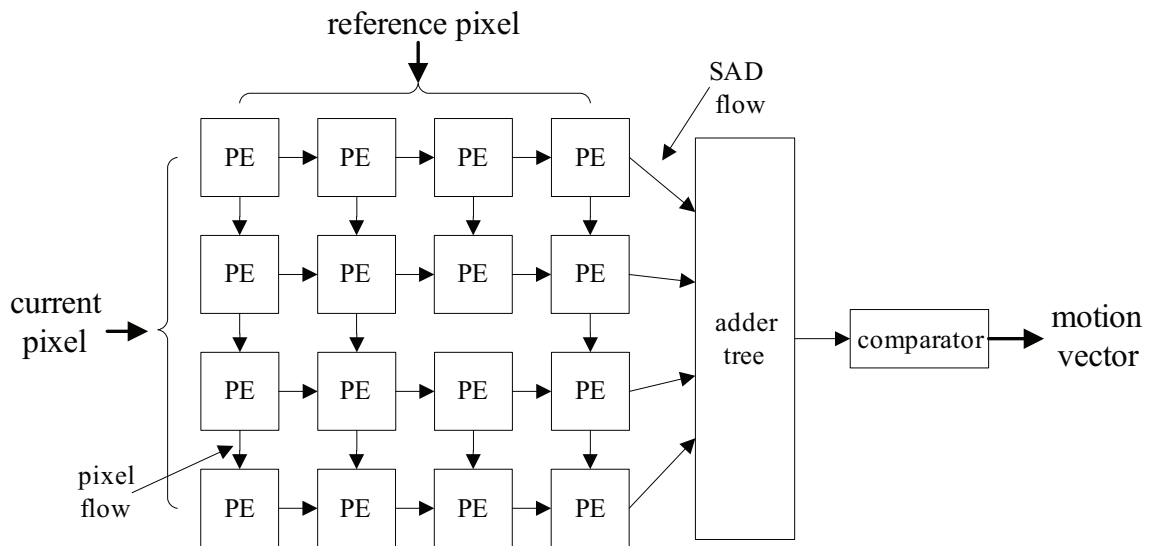 reference pixel
SAD
flow
PE PE PE PE
PE PE PE PE
current
pixel
adder
tree
comparator
motion
vector
PE PE PE PE
pixel
flow
PE PE PE PE